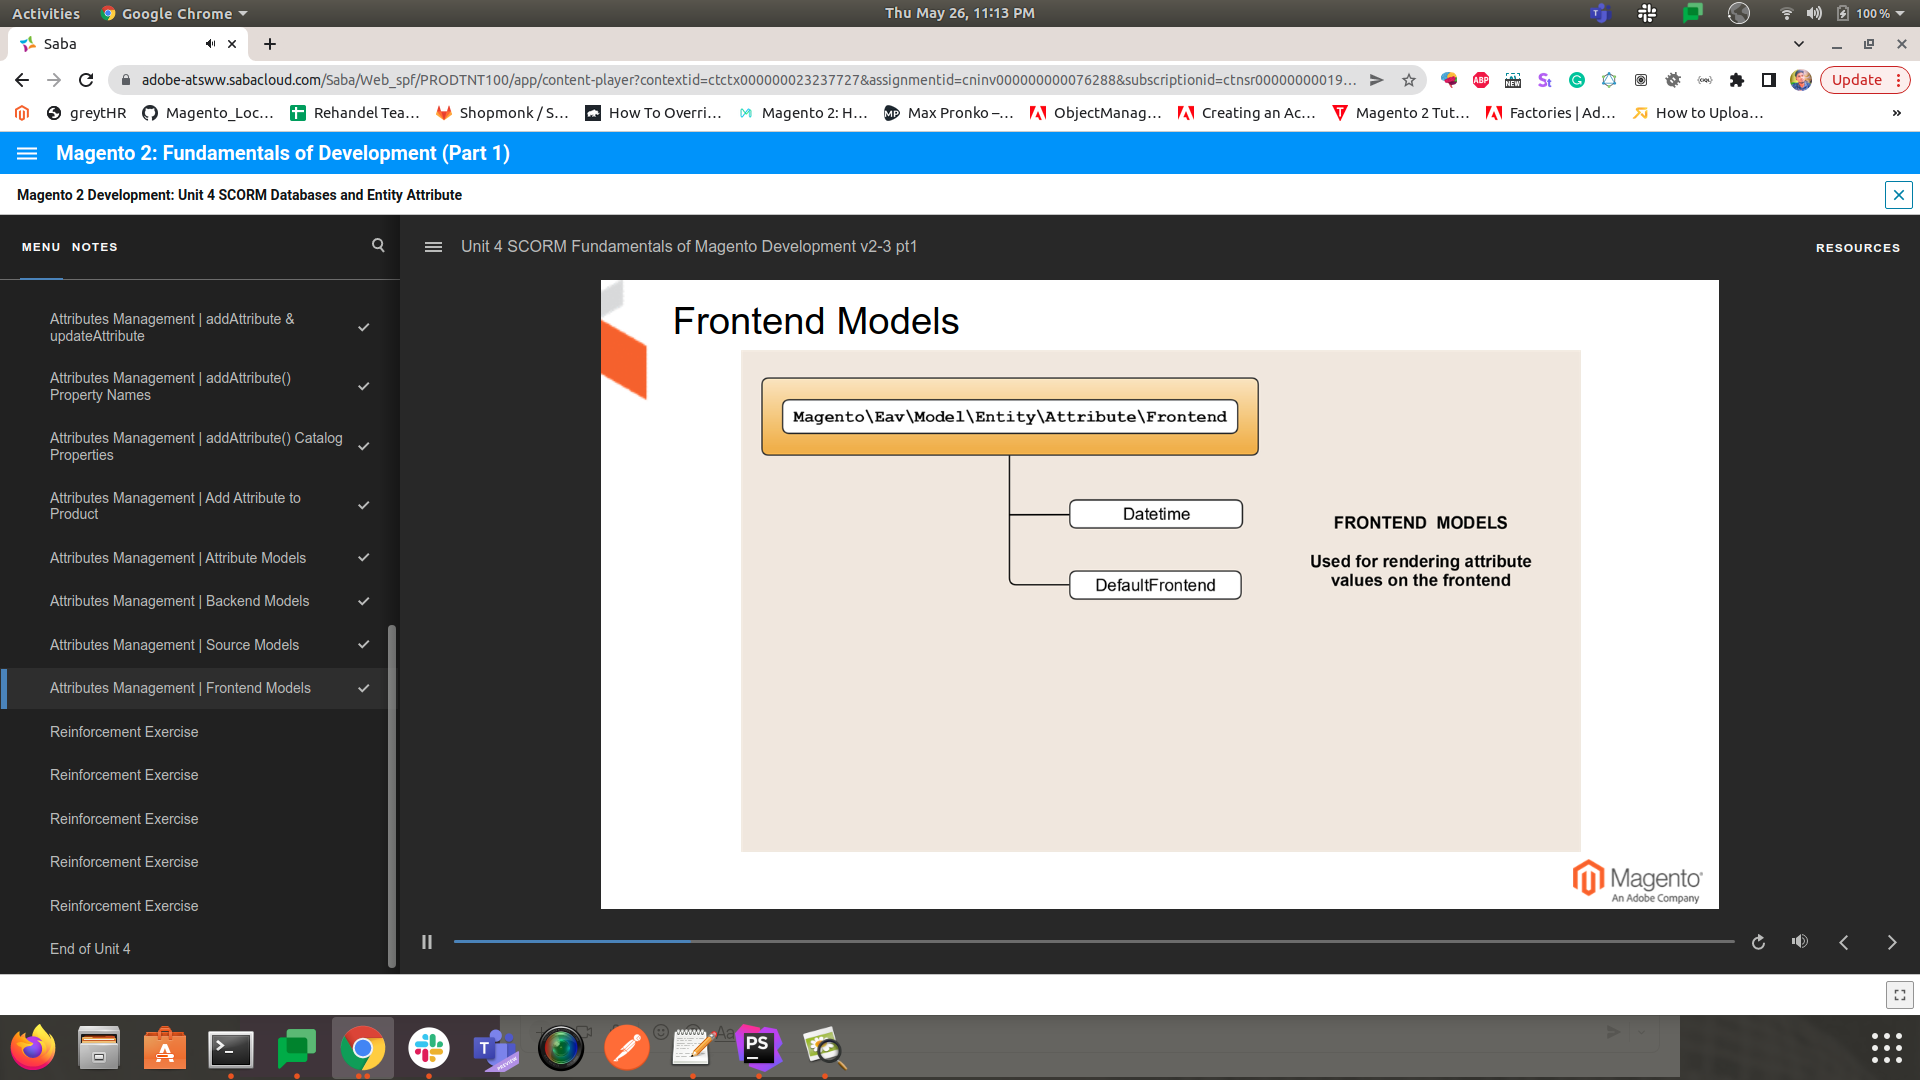 Activities
Google Chrome
Thu May 26, 11:13 PM
100 %
Saba
adobe-atsww.sabacloud.com/Saba/Web_spf/PRODTNT100/app/content-player?contextid=ctctx000000023237727&assignmentid=cninv000000000076288&subscriptionid=ctnsr00000000019...
ABP
NEW
Update
greytHR
Magento_Loc...
Rehandel Tea...
Shopmonk / S...
How To Overri...
Magento 2: H...
Max Pronko –...
ObjectManag...
Creating an Ac...
Magento 2 Tut...
Factories | Ad...
How to Uploa...
»
Magento 2: Fundamentals of Development (Part 1)
Magento 2 Development: Unit 4 SCORM Databases and Entity Attribute
MENU
NOTES
Unit 4 SCORM Fundamentals of Magento Development v2-3 pt1
RESOURCES
Attributes Management | addAttribute &
updateAttribute
Attributes Management | addAttribute()
Property Names
Attributes Management | addAttribute() Catalog
Properties
Attributes Management | Add Attribute to
Product
Attributes Management | Attribute Models
Attributes Management | Backend Models
Attributes Management | Source Models
Attributes Management | Frontend Models
Reinforcement Exercise
Reinforcement Exercise
Reinforcement Exercise
Reinforcement Exercise
Reinforcement Exercise
End of Unit 4
Frontend Models
Magento\Eav\Model\Entity\Attribute\Frontend
Datetime
DefaultFrontend
FRONTEND MODELS
Used for rendering attribute
values on the frontend
Magento
An Adobe Company
PS